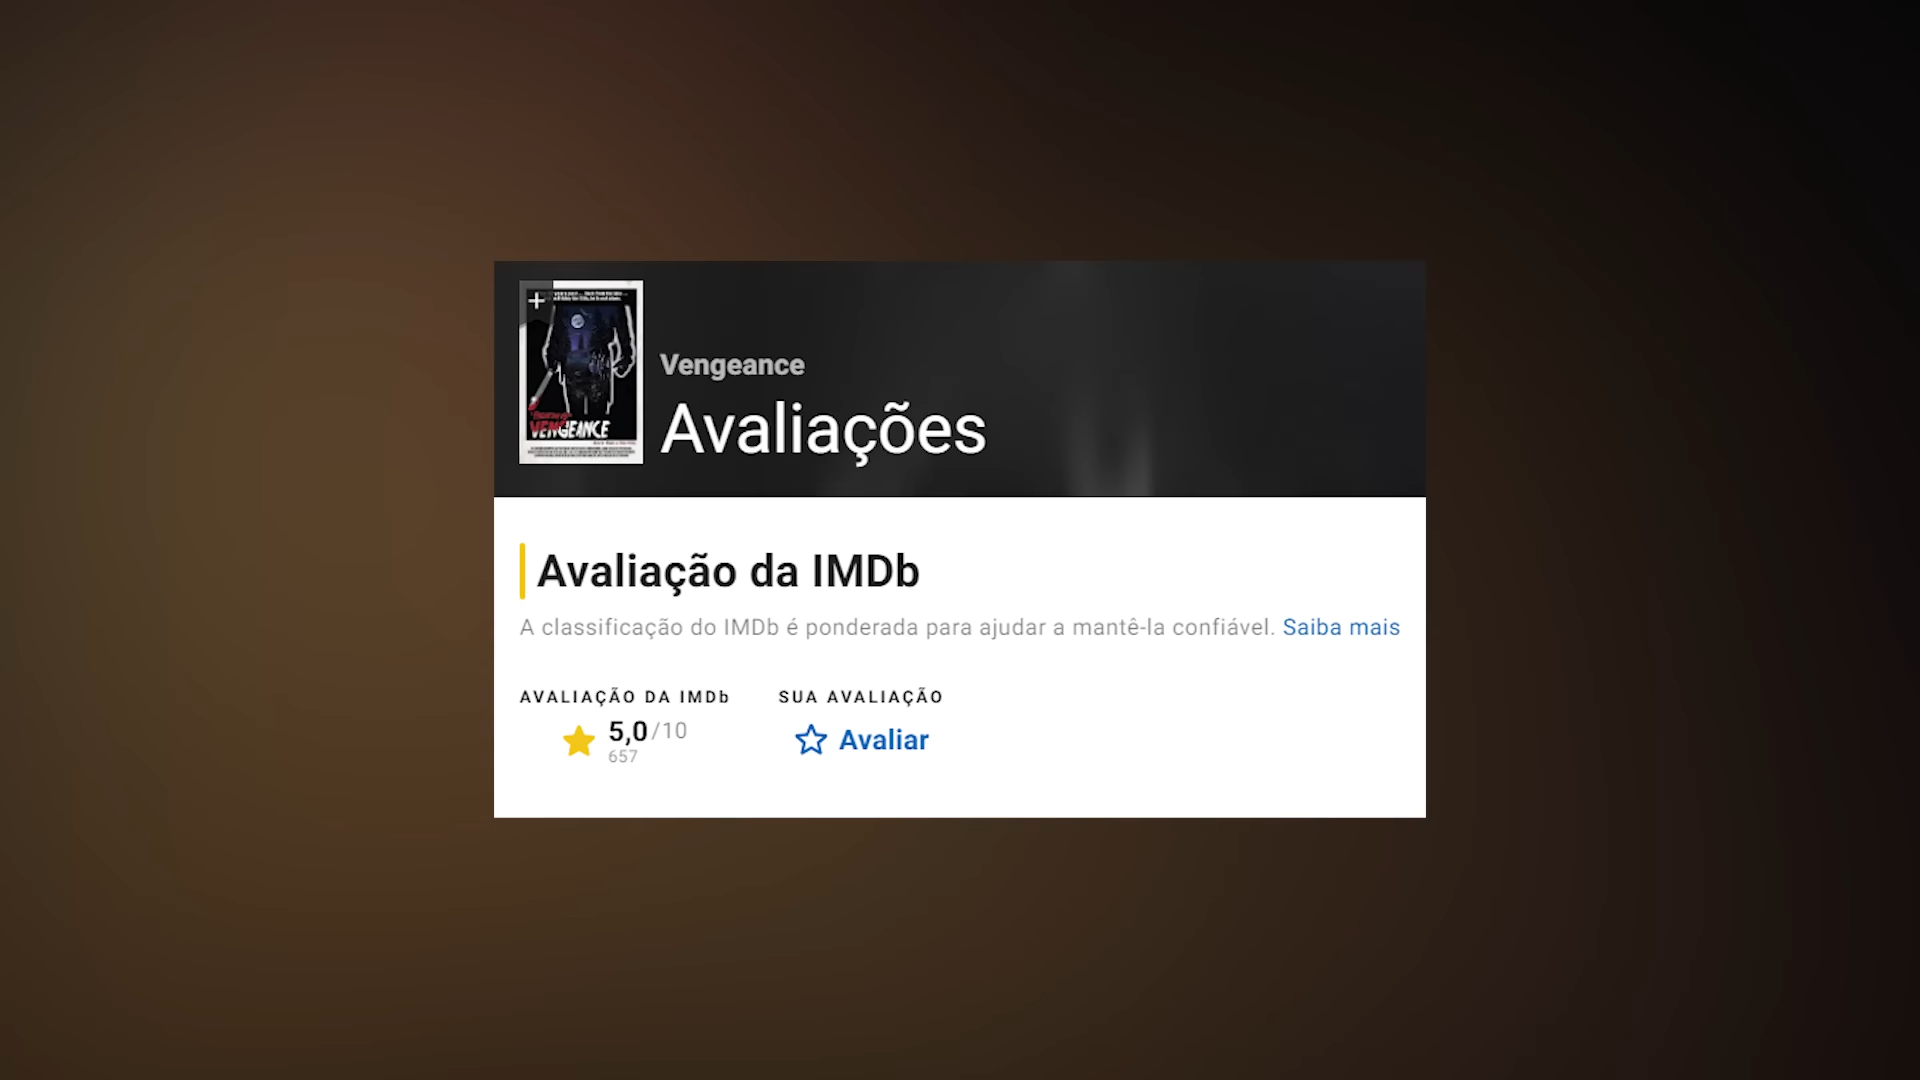 VENGEANCE
Vengeance
Avaliações
Avaliação da IMDb
A classificação do IMDb é ponderada para ajudar a mantê-la confiável. Saiba mais
AVALIAÇÃO DA IMDb SUA AVALIAÇÃO
5,0/10 Avaliar
657